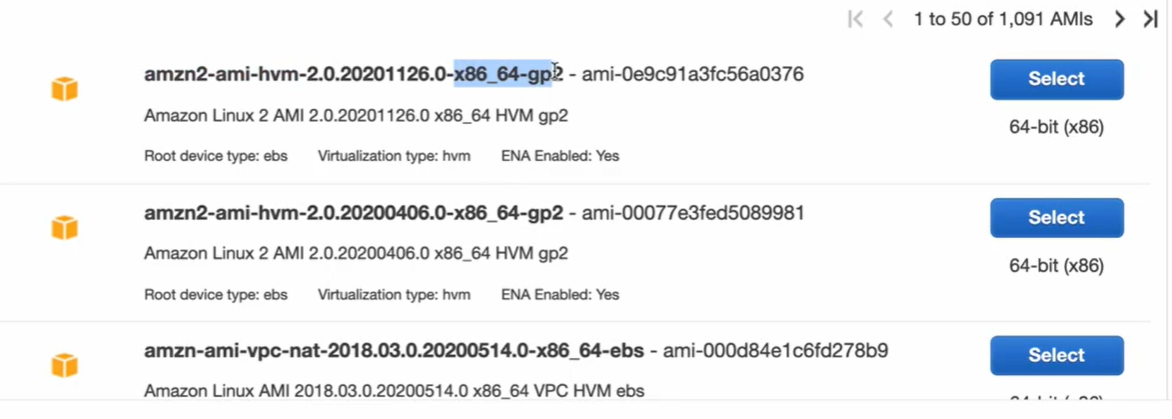 1 to 50 of 1,091 AMIs
amzn2-ami-hvm-2.0.20201126.0-x86_64-gp2 - ami-0e9c91a3fc56a0376
Select
Amazon Linux 2 AMI 2.0.20201126.0 x86_64 HVM gp2
64-bit (x86)
Root device type: ebs Virtualization type: hvm ENA Enabled: Yes
amzn2-ami-hvm-2.0.20200406.0-x86_64-gp2 - ami-00077e3fed5089981
Select
Amazon Linux 2 AMI 2.0.20200406.0 x86_64 HVM gp2
64-bit (x86)
Root device type: ebs Virtualization type: hvm ENA Enabled: Yes
amzn-ami-vpc-nat-2018.03.0.20200514.0-x86_64-ebs - ami-000d84e1c6fd278b9
Select
Amazon Linux AMI 2018.03.0.20200514.0 x86_64 VPC HVM ebs